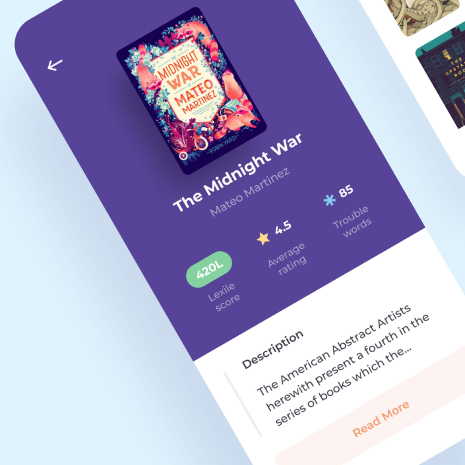 MIDNIGHT
WAR
MATEO
MARTINEZ
The Midnight War
Mateo Martinez
420L
Lexile
score
4.5
Average
rating
85
Trouble
words
Description
The American Abstract Artists
herewith present a fourth in the
series of books which the...
Read More
THE